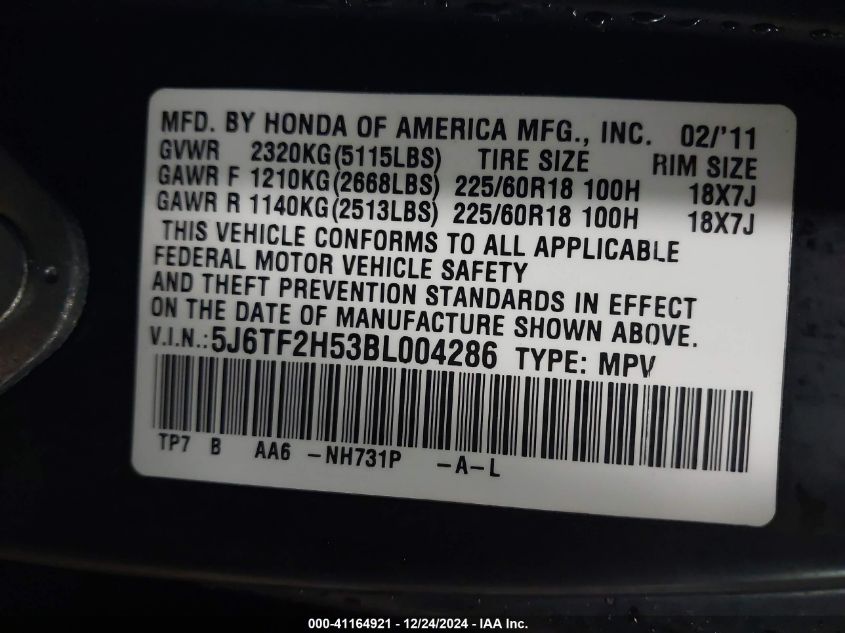 MFD. BY HONDA OF AMERICA MFG., INC. 02/'11
GVWR 2320KG(5115LBS) TIRE SIZE RIM SIZE
GAWR F 1210KG(2668LBS) 225/60R18 100H 18X7J
GAWR R 1140KG(2513LBS) 225/60R18 100H 18X7J
THIS VEHICLE CONFORMS TO ALL APPLICABLE
FEDERAL MOTOR VEHICLE SAFETY
AND THEFT PREVENTION STANDARDS IN EFFECT
ON THE DATE OF MANUFACTURE SHOWN ABOVE.
V.I.N.:5J6TF2H53BL004286 TYPE: MPV
TP7 B AA6 -NH731P -A-L
000-41164921 - 12/24/2024 - IAA Inc.